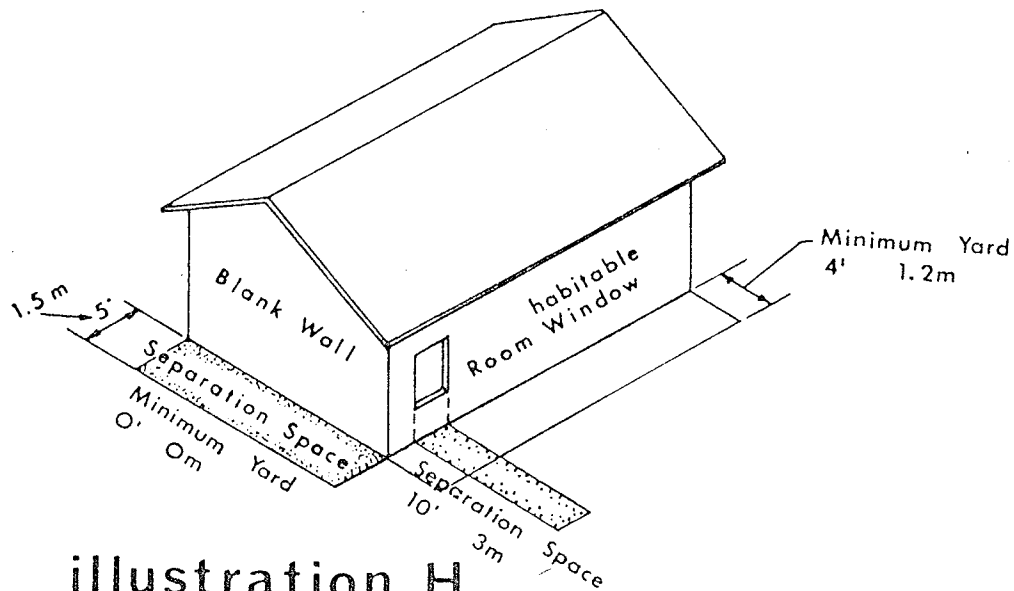 Blank Wall
habitable
Room Window
Minimum Yard
4' 1.2m
1.5 m
5'
Separation Space
Minimum Yard
0' 0m
Separation Space
10' 3m
illustration H